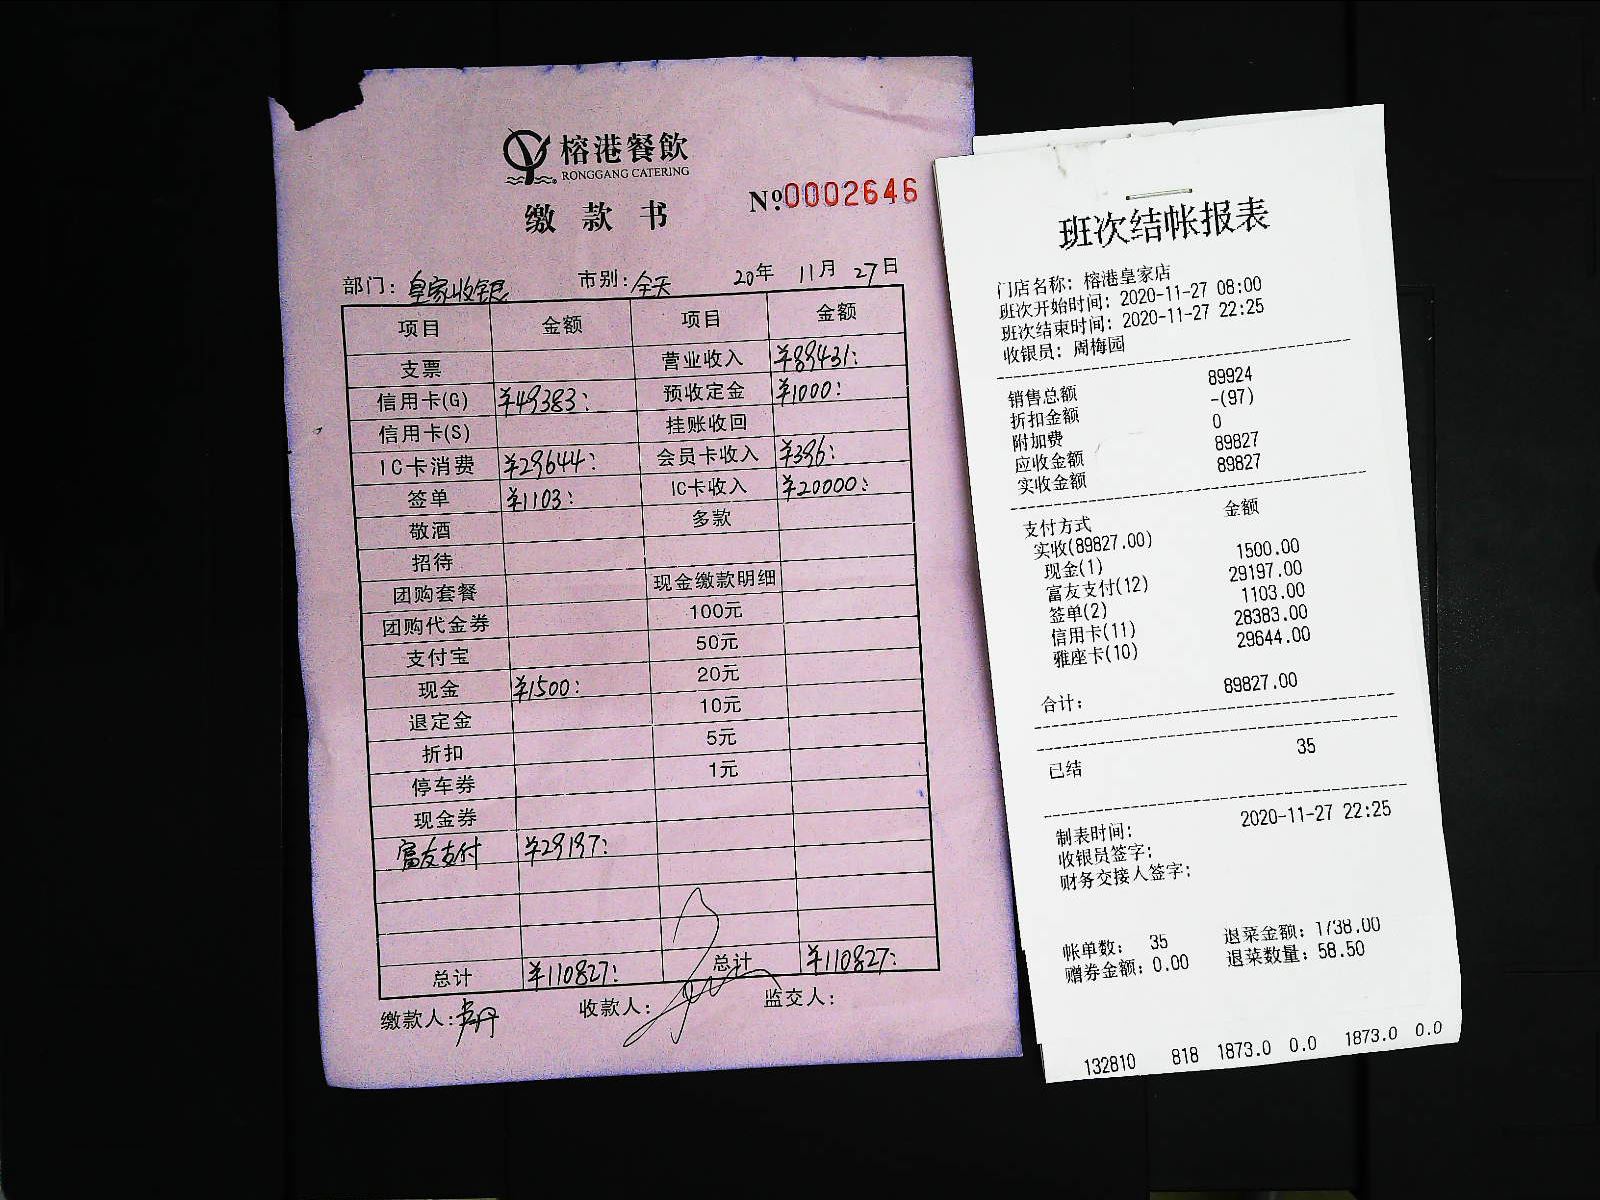 榕港餐飲
RONGGANG CATERING
缴款书
№0002646
部门: 皇家收银 市别: 全天 20年 11月 27日
项目 金额 项目 金额
支票 营业收入 ¥89431:
信用卡(G) ¥49383: 预收定金 ¥1000:
信用卡(S) 挂账收回
IC卡消费 ¥29644: 会员卡收入 ¥396:
签单 ¥1103: IC卡收入 ¥20000:
敬酒 多款
招待
团购套餐 现金缴款明细
团购代金券 100元
支付宝 50元
现金 ¥1500: 20元
退定金 10元
折扣 5元
停车券 1元
现金券
富友支付 ¥29197:
总计 ¥110827: 总计 ¥110827:
缴款人: 收款人: 监交人:
班次结帐报表
门店名称: 榕港皇家店
班次开始时间: 2020-11-27 08:00
班次结束时间: 2020-11-27 22:25
收银员: 周梅园
销售总额 89924
折扣金额 -(97)
附加费 0
应收金额 89827
实收金额 89827
支付方式 金额
实收(89827.00)
现金(1) 1500.00
富友支付(12) 29197.00
签单(2) 1103.00
信用卡(11) 28383.00
雅座卡(10) 29644.00
合计: 89827.00
已结 35
制表时间: 2020-11-27 22:25
收银员签字:
财务交接人签字:
帐单数: 35 退菜金额: 1738.00
赠券金额: 0.00 退菜数量: 58.50
132810 818 1873.0 0.0 1873.0 0.0